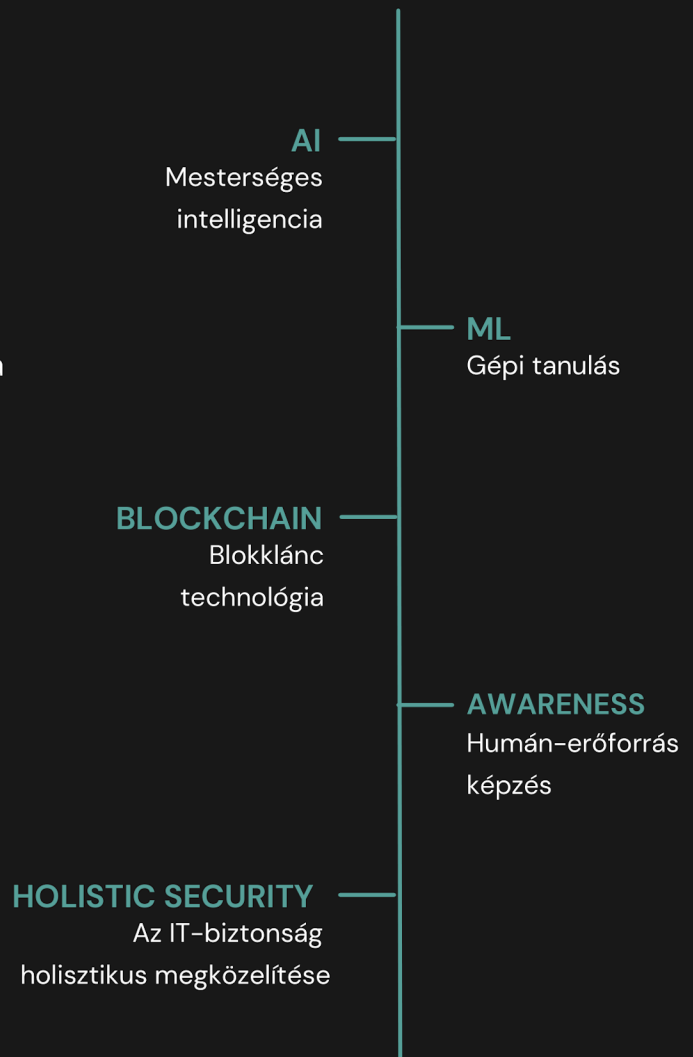 AI
Mesterséges
intelligencia
ML
Gépi tanulás
BLOCKCHAIN
Blokklánc
technológia
AWARENESS
Humán-erőforrás
képzés
HOLISTIC SECURITY
Az IT-biztonság
holisztikus megközelítése